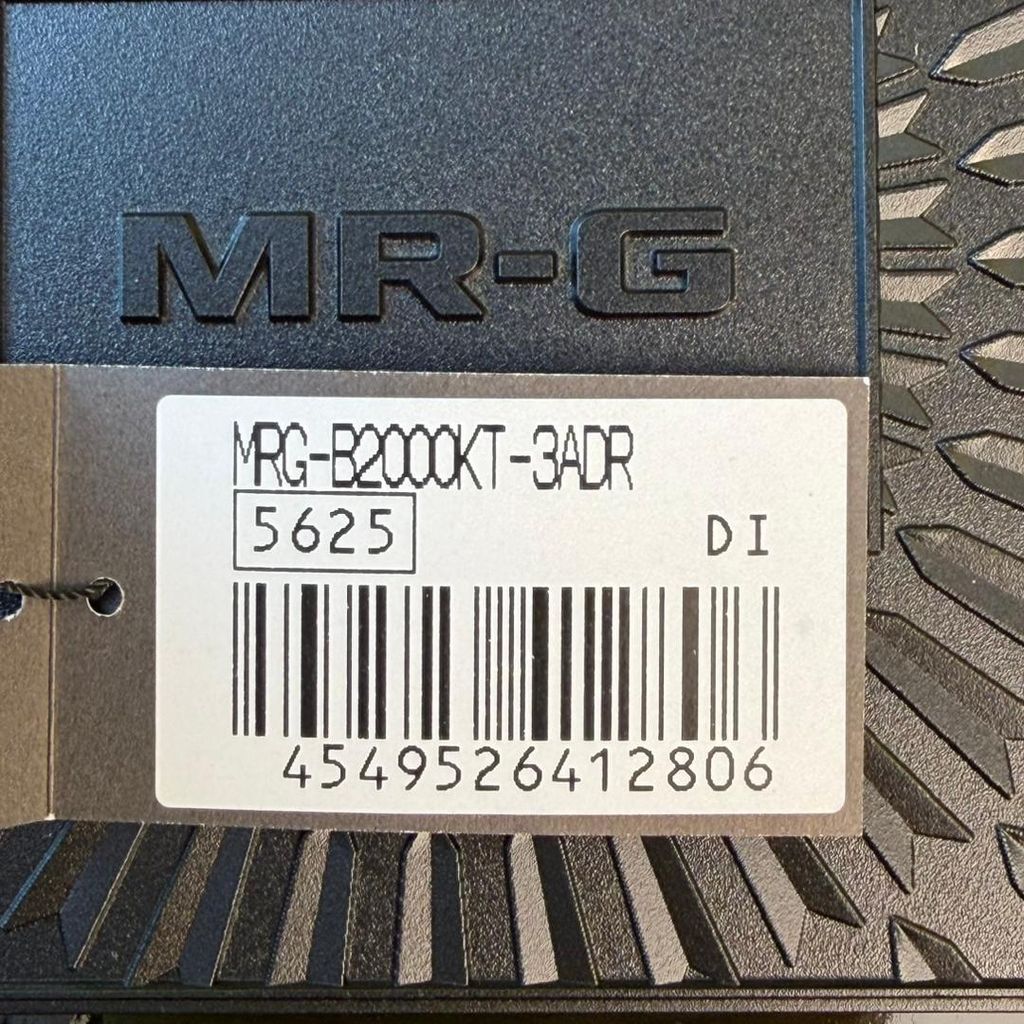 MR-G
MRG-B2000KT-3ADR
5625
DI
4549526412806